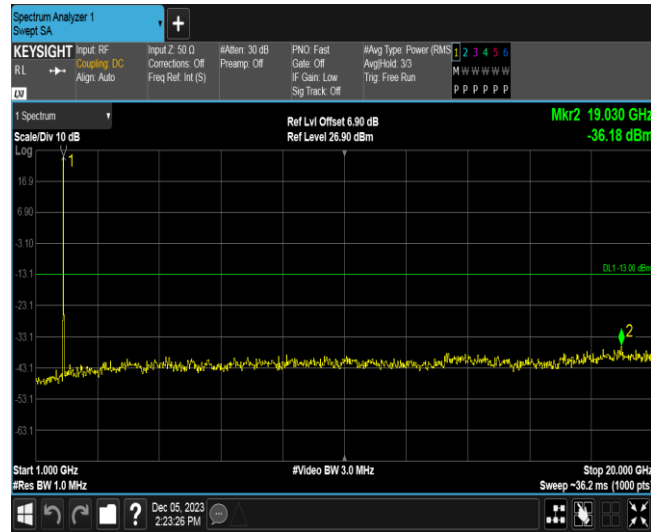 Spectrum Analyzer 1
Swept SA
+
KEYSIGHT Input: RF Input Z: 50 Ω #Atten: 30 dB PNO: Fast #Avg Type: Power (RMS 1 2 3 4 5 6
RL Coupling: DC Corrections: Off Preamp: Off Gate: Off Avg|Hold: 3/3 M W W W W W
Align: Auto Freq Ref: Int (S) IF Gain: Low Trig: Free Run
LXI Sig Track: Off P P P P P P
1 Spectrum Ref Lvl Offset 6.90 dB Mkr2 19.030 GHz
Scale/Div 10 dB Ref Level 26.90 dBm -36.18 dBm
Log
1
16.9
6.90
-3.10
-13.1
DL1 -13.00 dBm
-23.1
-33.1
2
-43.1
-53.1
-63.1
Start 1.000 GHz #Video BW 3.0 MHz Stop 20.000 GHz
#Res BW 1.0 MHz Sweep ~36.2 ms (1000 pts)
? Dec 05, 2023
2:23:26 PM